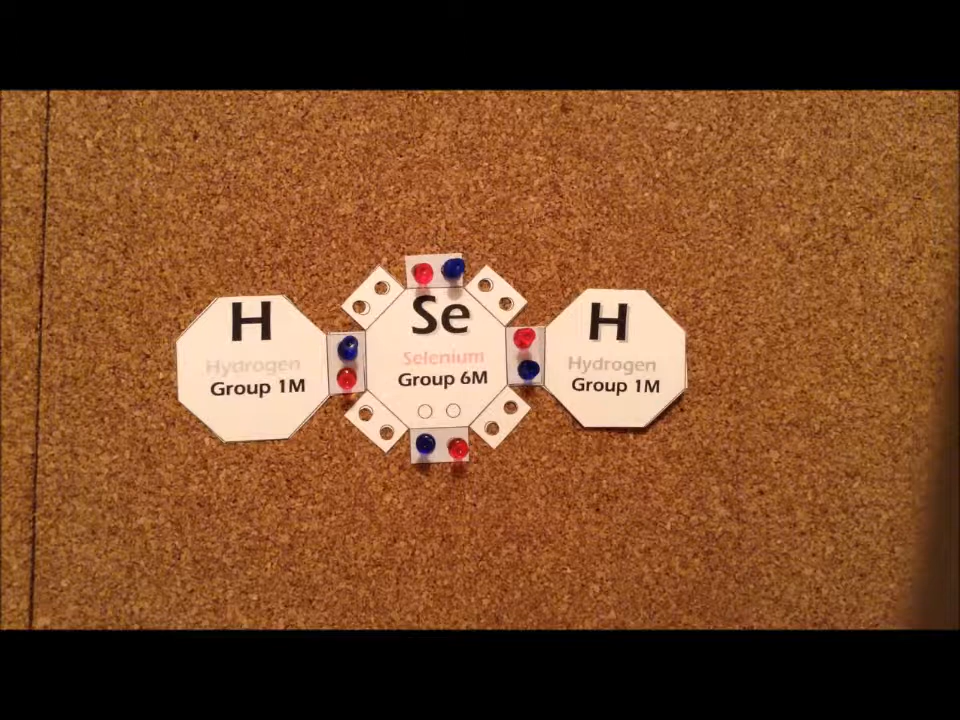 H
Hydrogen
Group 1M
Se
Selenium
Group 6M
H
Hydrogen
Group 1M